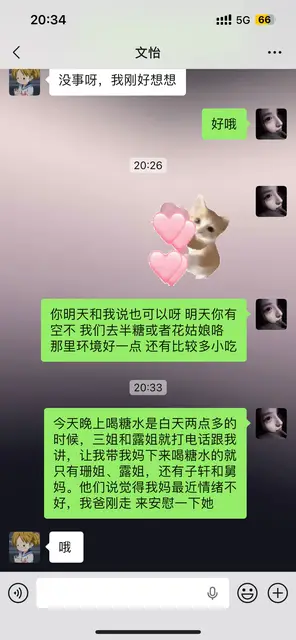 20:34
5G 66
文怡
没事呀，我刚好想想
好哦
20:26
你明天和我说也可以呀 明天你有
空不 我们去半糖或者花姑娘咯
那里环境好一点 还有比较多小吃
20:33
今天晚上喝糖水是白天两点多的
时候，三姐和露姐就打电话跟我
讲，让我带我妈下来喝糖水的就
只有珊姐、露姐，还有子轩和舅
妈。他们说觉得我妈最近情绪不
好，我爸刚走 来安慰一下她
哦